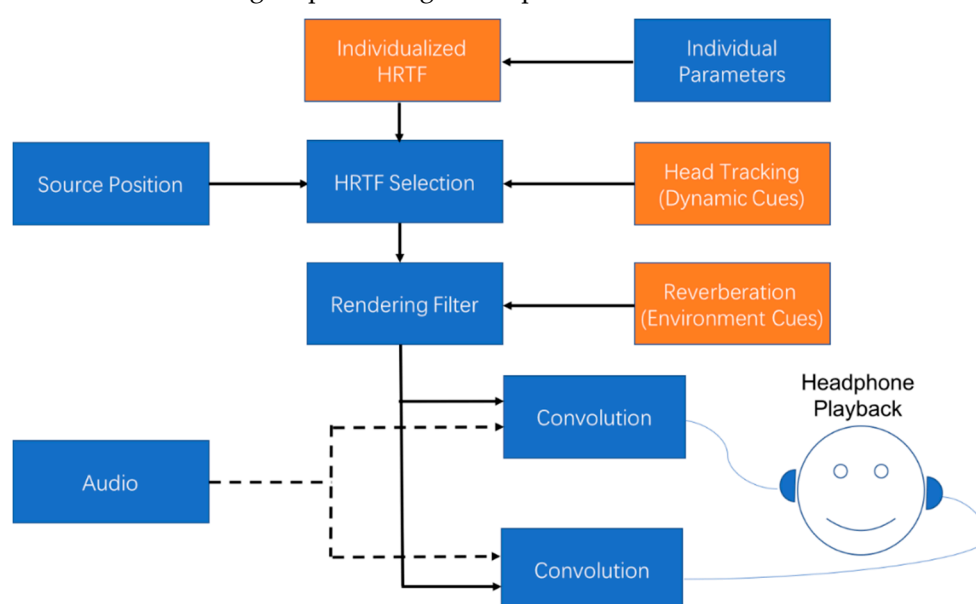 Individualized
HRTF
Individual
Parameters
Source Position
HRTF Selection
Head Tracking
(Dynamic Cues)
Rendering Filter
Reverberation
(Environment Cues)
Headphone
Playback
Convolution
Audio
Convolution